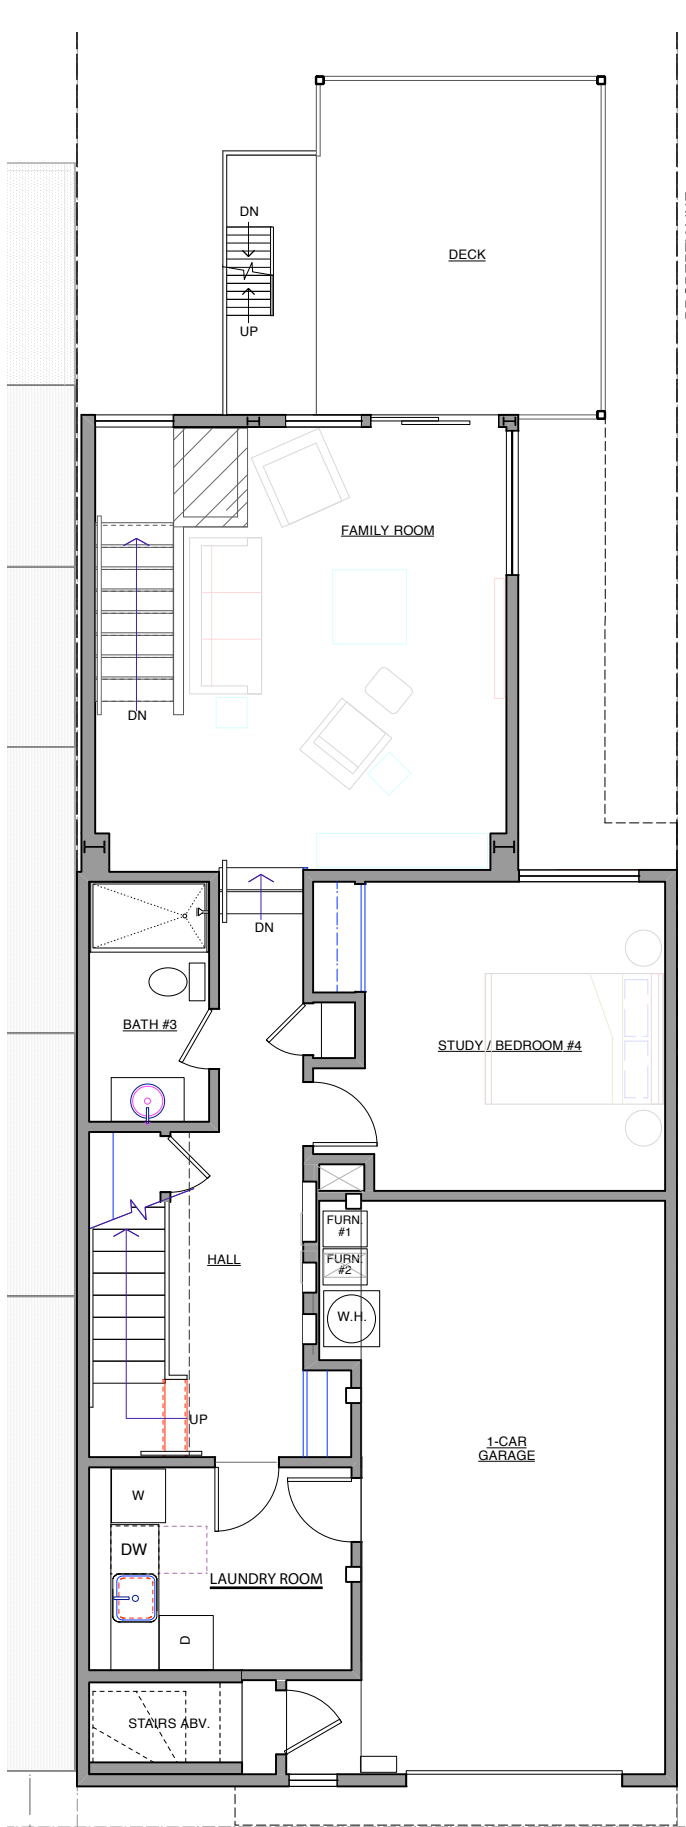 DN
UP
DECK
FAMILY ROOM
DN
DN
BATH #3
STUDY / BEDROOM #4
FURN.
#1
HALL
FURN.
#2
W.H.
UP
1-CAR
GARAGE
W
DW
LAUNDRY ROOM
D
STAIRS ABV.